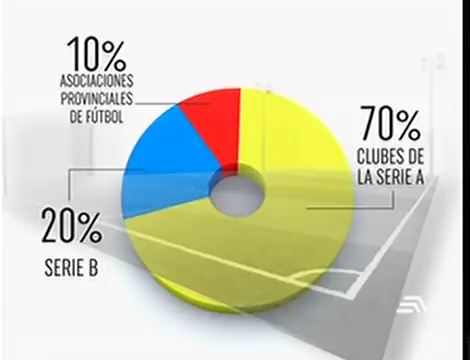 10%
ASOCIACIONES
PROVINCIALES
DE FÚTBOL
70%
CLUBES DE
LA SERIE A
20%
SERIE B